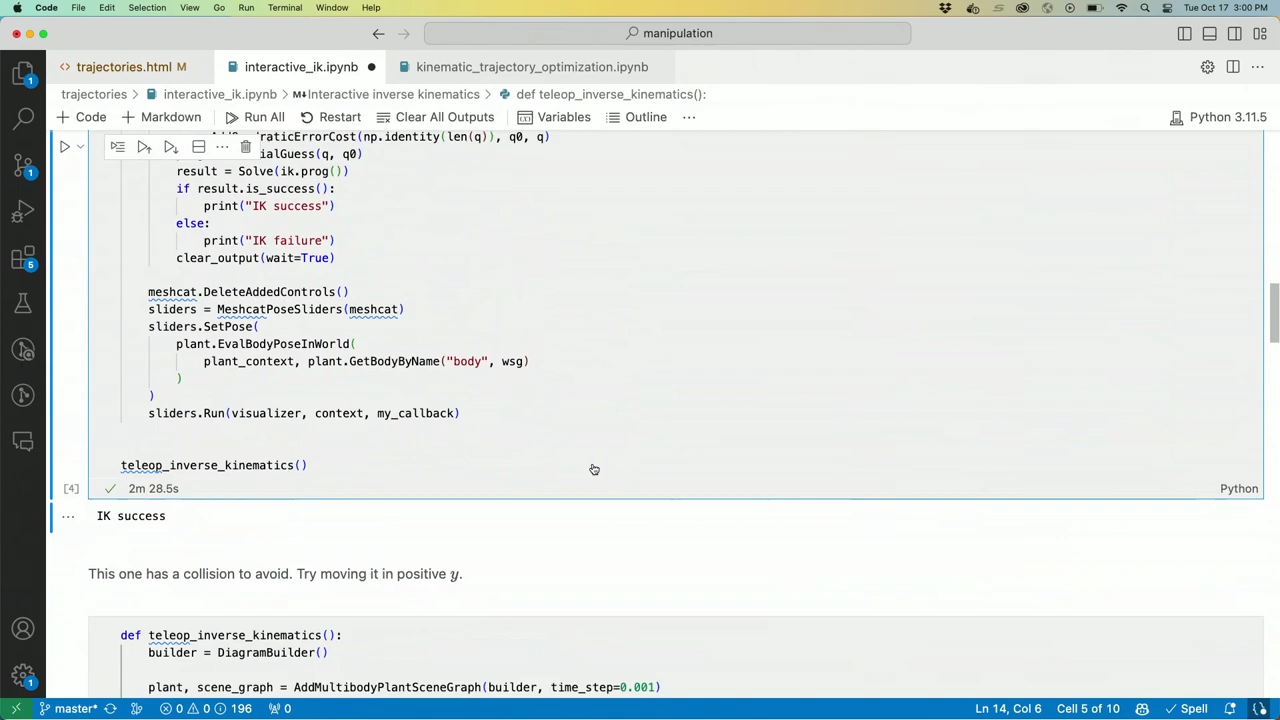 Code File Edit Selection View Go Run Terminal Window Help Tue Oct 17 3:00 PM
manipulation
trajectories.html M interactive_ik.ipynb kinematic_trajectory_optimization.ipynb
trajectories > interactive_ik.ipynb > M↓Interactive inverse kinematics > def teleop_inverse_kinematics():
+ Code + Markdown Run All Restart Clear All Outputs Variables Outline ... Python 3.11.5
raticErrorCost(np.identity(len(q)), q0, q)
ialGuess(q, q0)
result = Solve(ik.prog())
if result.is_success():
print("IK success")
else:
print("IK failure")
clear_output(wait=True)
meshcat.DeleteAddedControls()
sliders = MeshcatPoseSliders(meshcat)
sliders.SetPose(
plant.EvalBodyPoseInWorld(
plant_context, plant.GetBodyByName("body", wsg)
)
)
sliders.Run(visualizer, context, my_callback)
teleop_inverse_kinematics()
[4] 2m 28.5s Python
... IK success
This one has a collision to avoid. Try moving it in positive y.
def teleop_inverse_kinematics():
builder = DiagramBuilder()
plant, scene_graph = AddMultibodyPlantSceneGraph(builder, time_step=0.001)
1
1
5
1
master* 0 0 196 0 Ln 14, Col 6 Cell 5 of 10 Spell